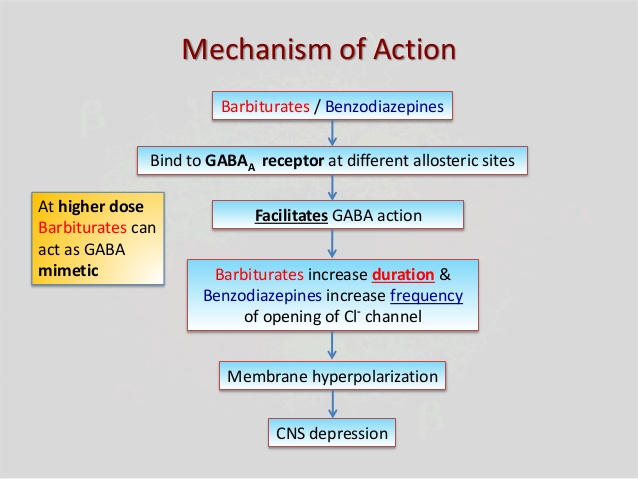 Mechanism of Action
Barbiturates / Benzodiazepines
Bind to GABAA receptor at different allosteric sites
At higher dose
Barbiturates can
act as GABA
mimetic
Facilitates GABA action
Barbiturates increase duration &
Benzodiazepines increase frequency
of opening of Cl- channel
Membrane hyperpolarization
CNS depression
β
β